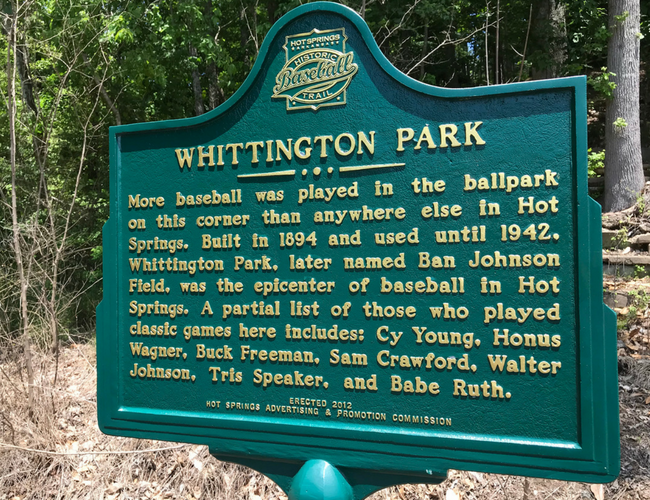 HOT SPRINGS
HISTORIC
Baseball
TRAIL
WHITTINGTON PARK
More baseball was played in the ballpark
on this corner than anywhere else in Hot
Springs. Built in 1894 and used until 1942.
Whittington Park, later named Ban Johnson
Field, was the epicenter of baseball in Hot
Springs. A partial list of those who played
classic games here includes: Cy Young, Honus
Wagner, Buck Freeman, Sam Crawford, Walter
Johnson, Tris Speaker, and Babe Ruth.
ERECTED 2012
HOT SPRINGS ADVERTISING & PROMOTION COMMISSION